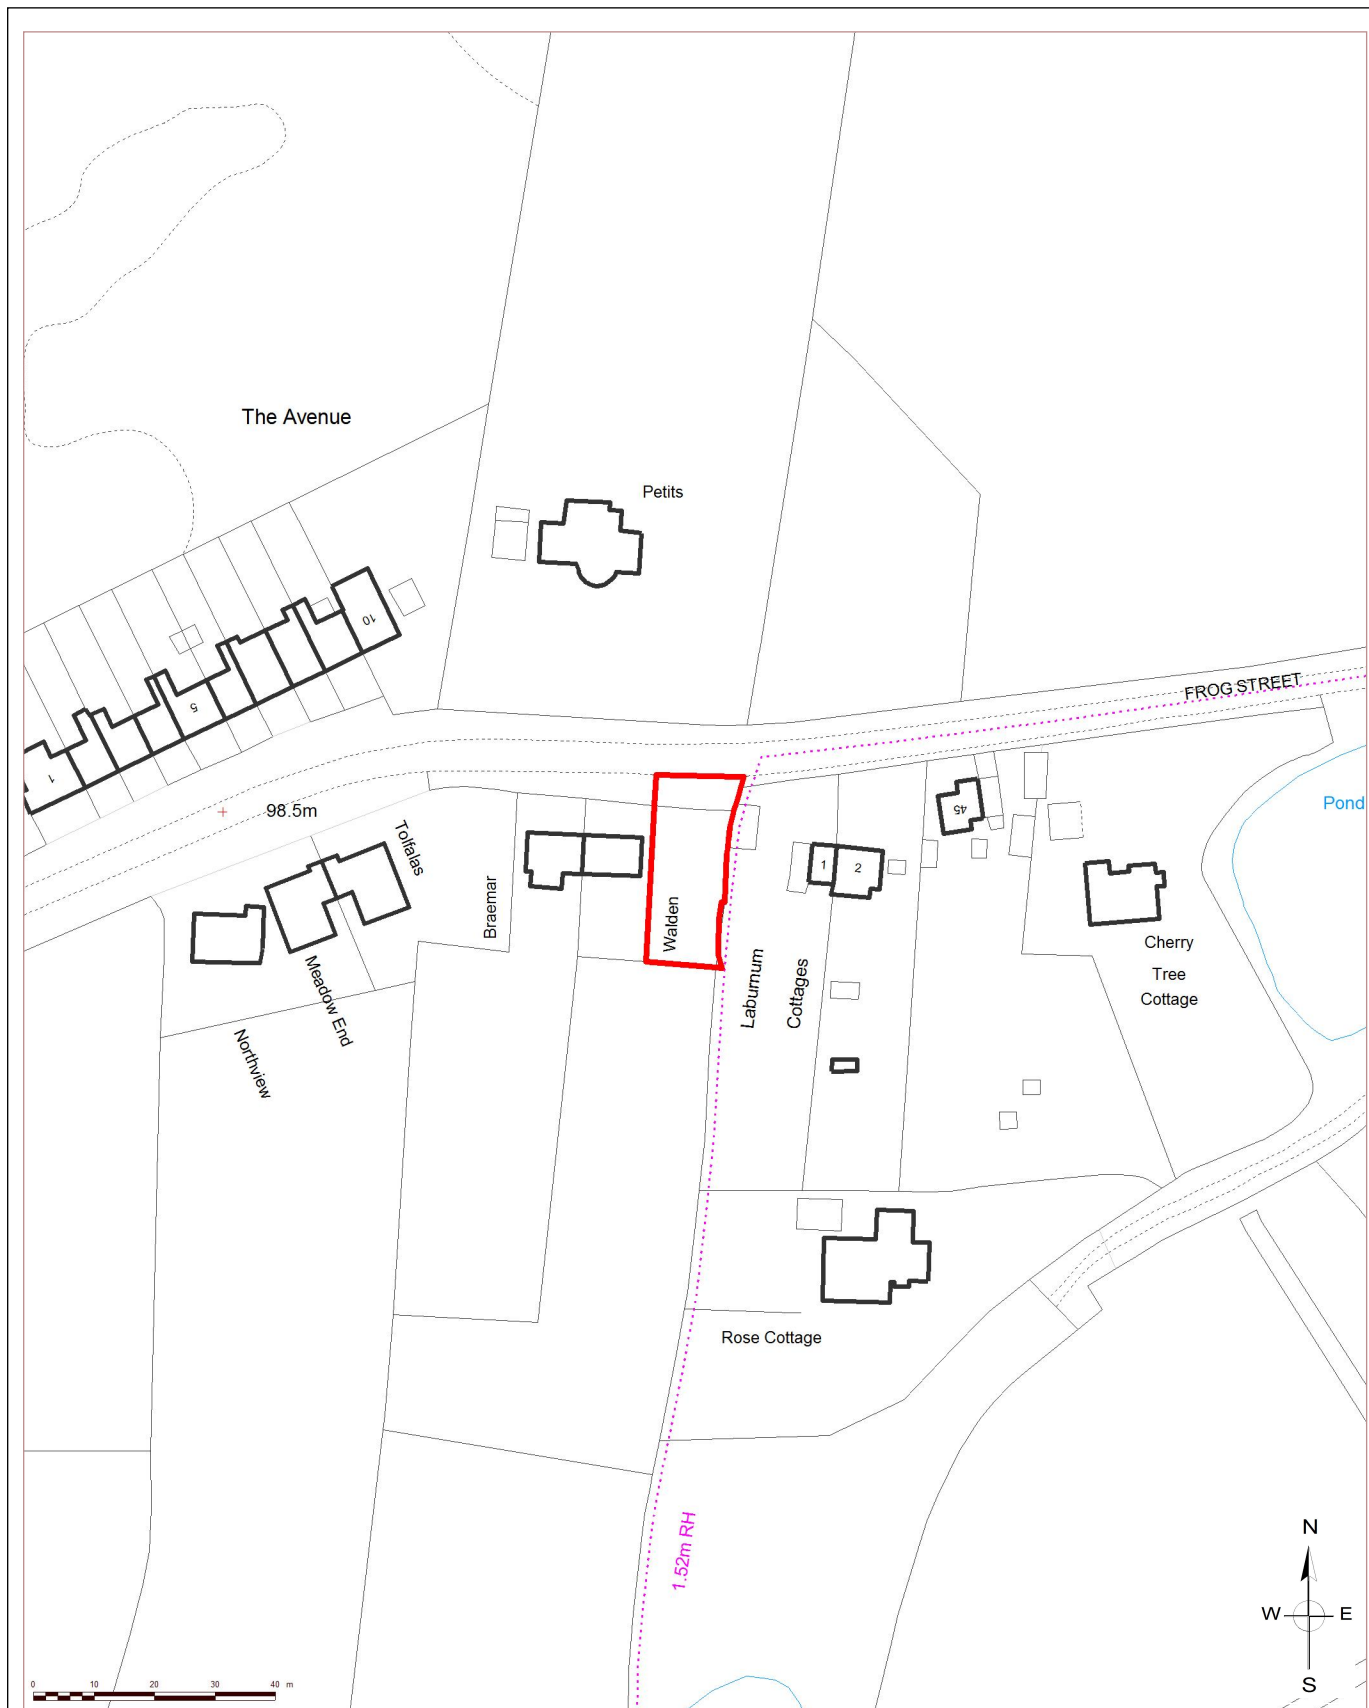 The Avenue
Petits
10
5
1
FROG STREET
98.5m
Tolfalas
Braemar
Walden
1
2
45
Pond
Meadow End
Northview
Laburnum
Cottages
Cherry
Tree
Cottage
Rose Cottage
1.52m RH
N
W
E
S
0 10 20 30 40 m